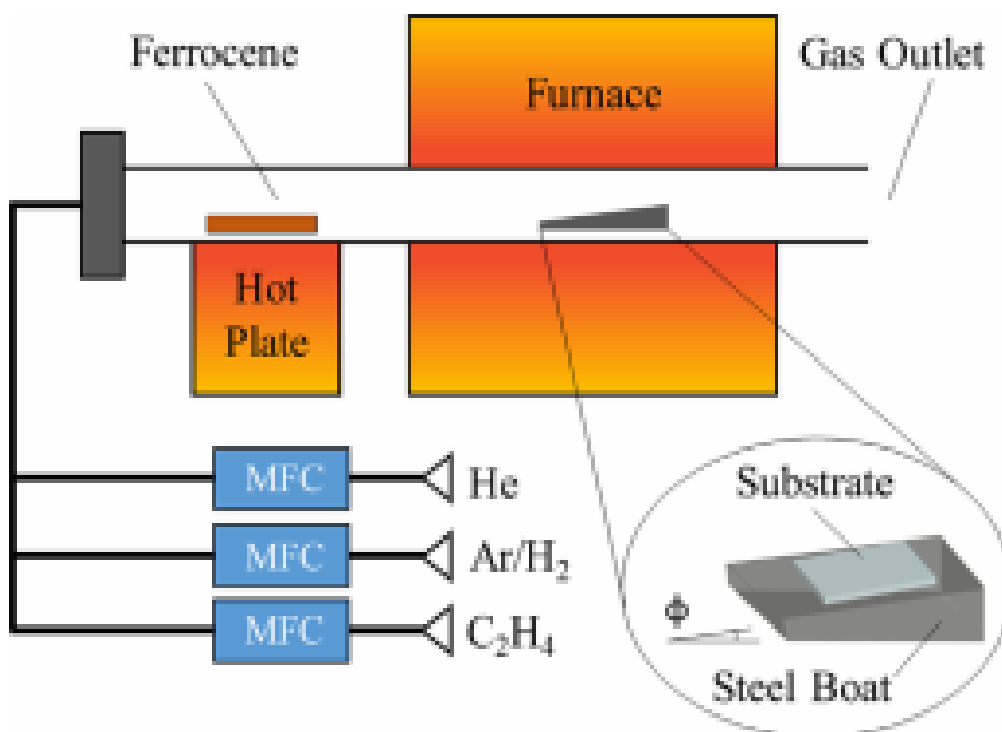 Ferrocene
Gas Outlet
Furnace
Hot
Plate
MFC
He
MFC
Ar/H₂
MFC
C₂H₄
Substrate
ϕ
Steel Boat